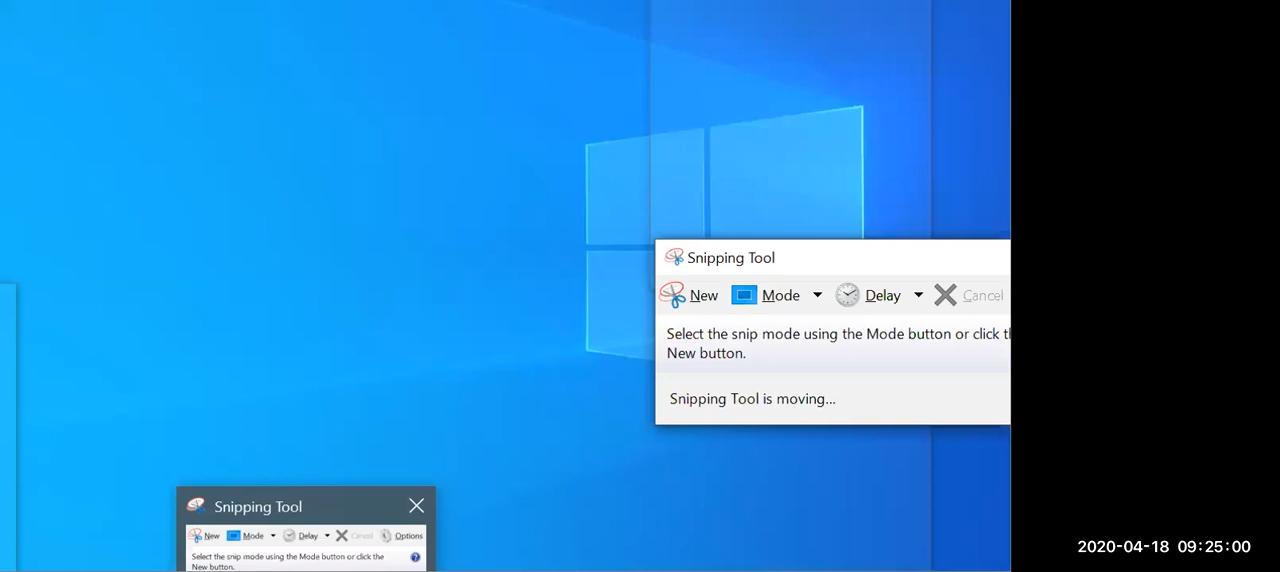 Snipping Tool
New Mode Delay Cancel
Select the snip mode using the Mode button or click th
New button.
Snipping Tool is moving...
Snipping Tool
New Mode Delay Cancel Options
Select the snip mode using the Mode button or click the
New button.
2020-04-18 09:25:00